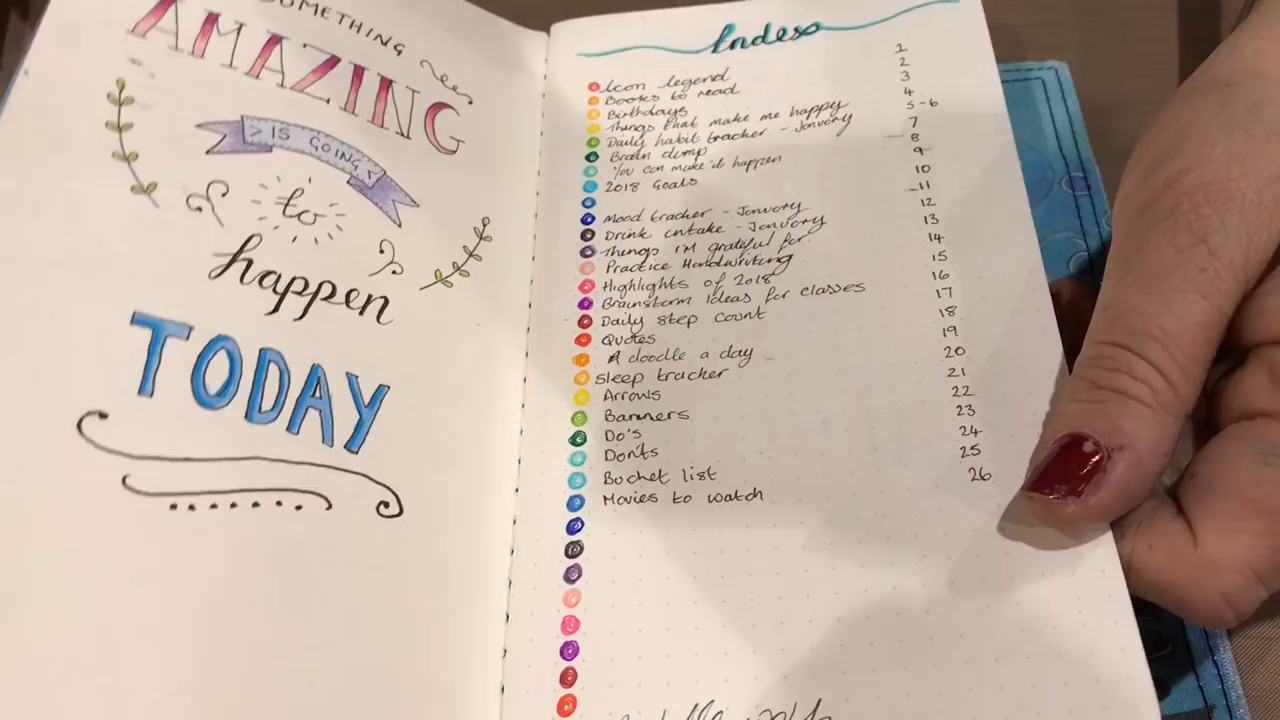 SOMETHING
AMAZING
> IS GOING <
to
happen
TODAY
Index
Icon legend 1
Books to read 2
Birthdays 3
Things that make me happy 4
Daily habit tracker - January 5-6
Brain dump 7
You can make it happen 8
2018 Goals 9
10
Mood tracker - January 11
Drink intake - January 12
Things I'm grateful for 13
Practice Handwriting 14
Highlights of 2018 15
Brainstorm Ideas for classes 16
Daily step count 17
Quotes 18
A doodle a day 19
Sleep tracker 20
Arrows 21
Banners 22
Do's 23
Donts 24
Bucket list 25
Movies to watch 26